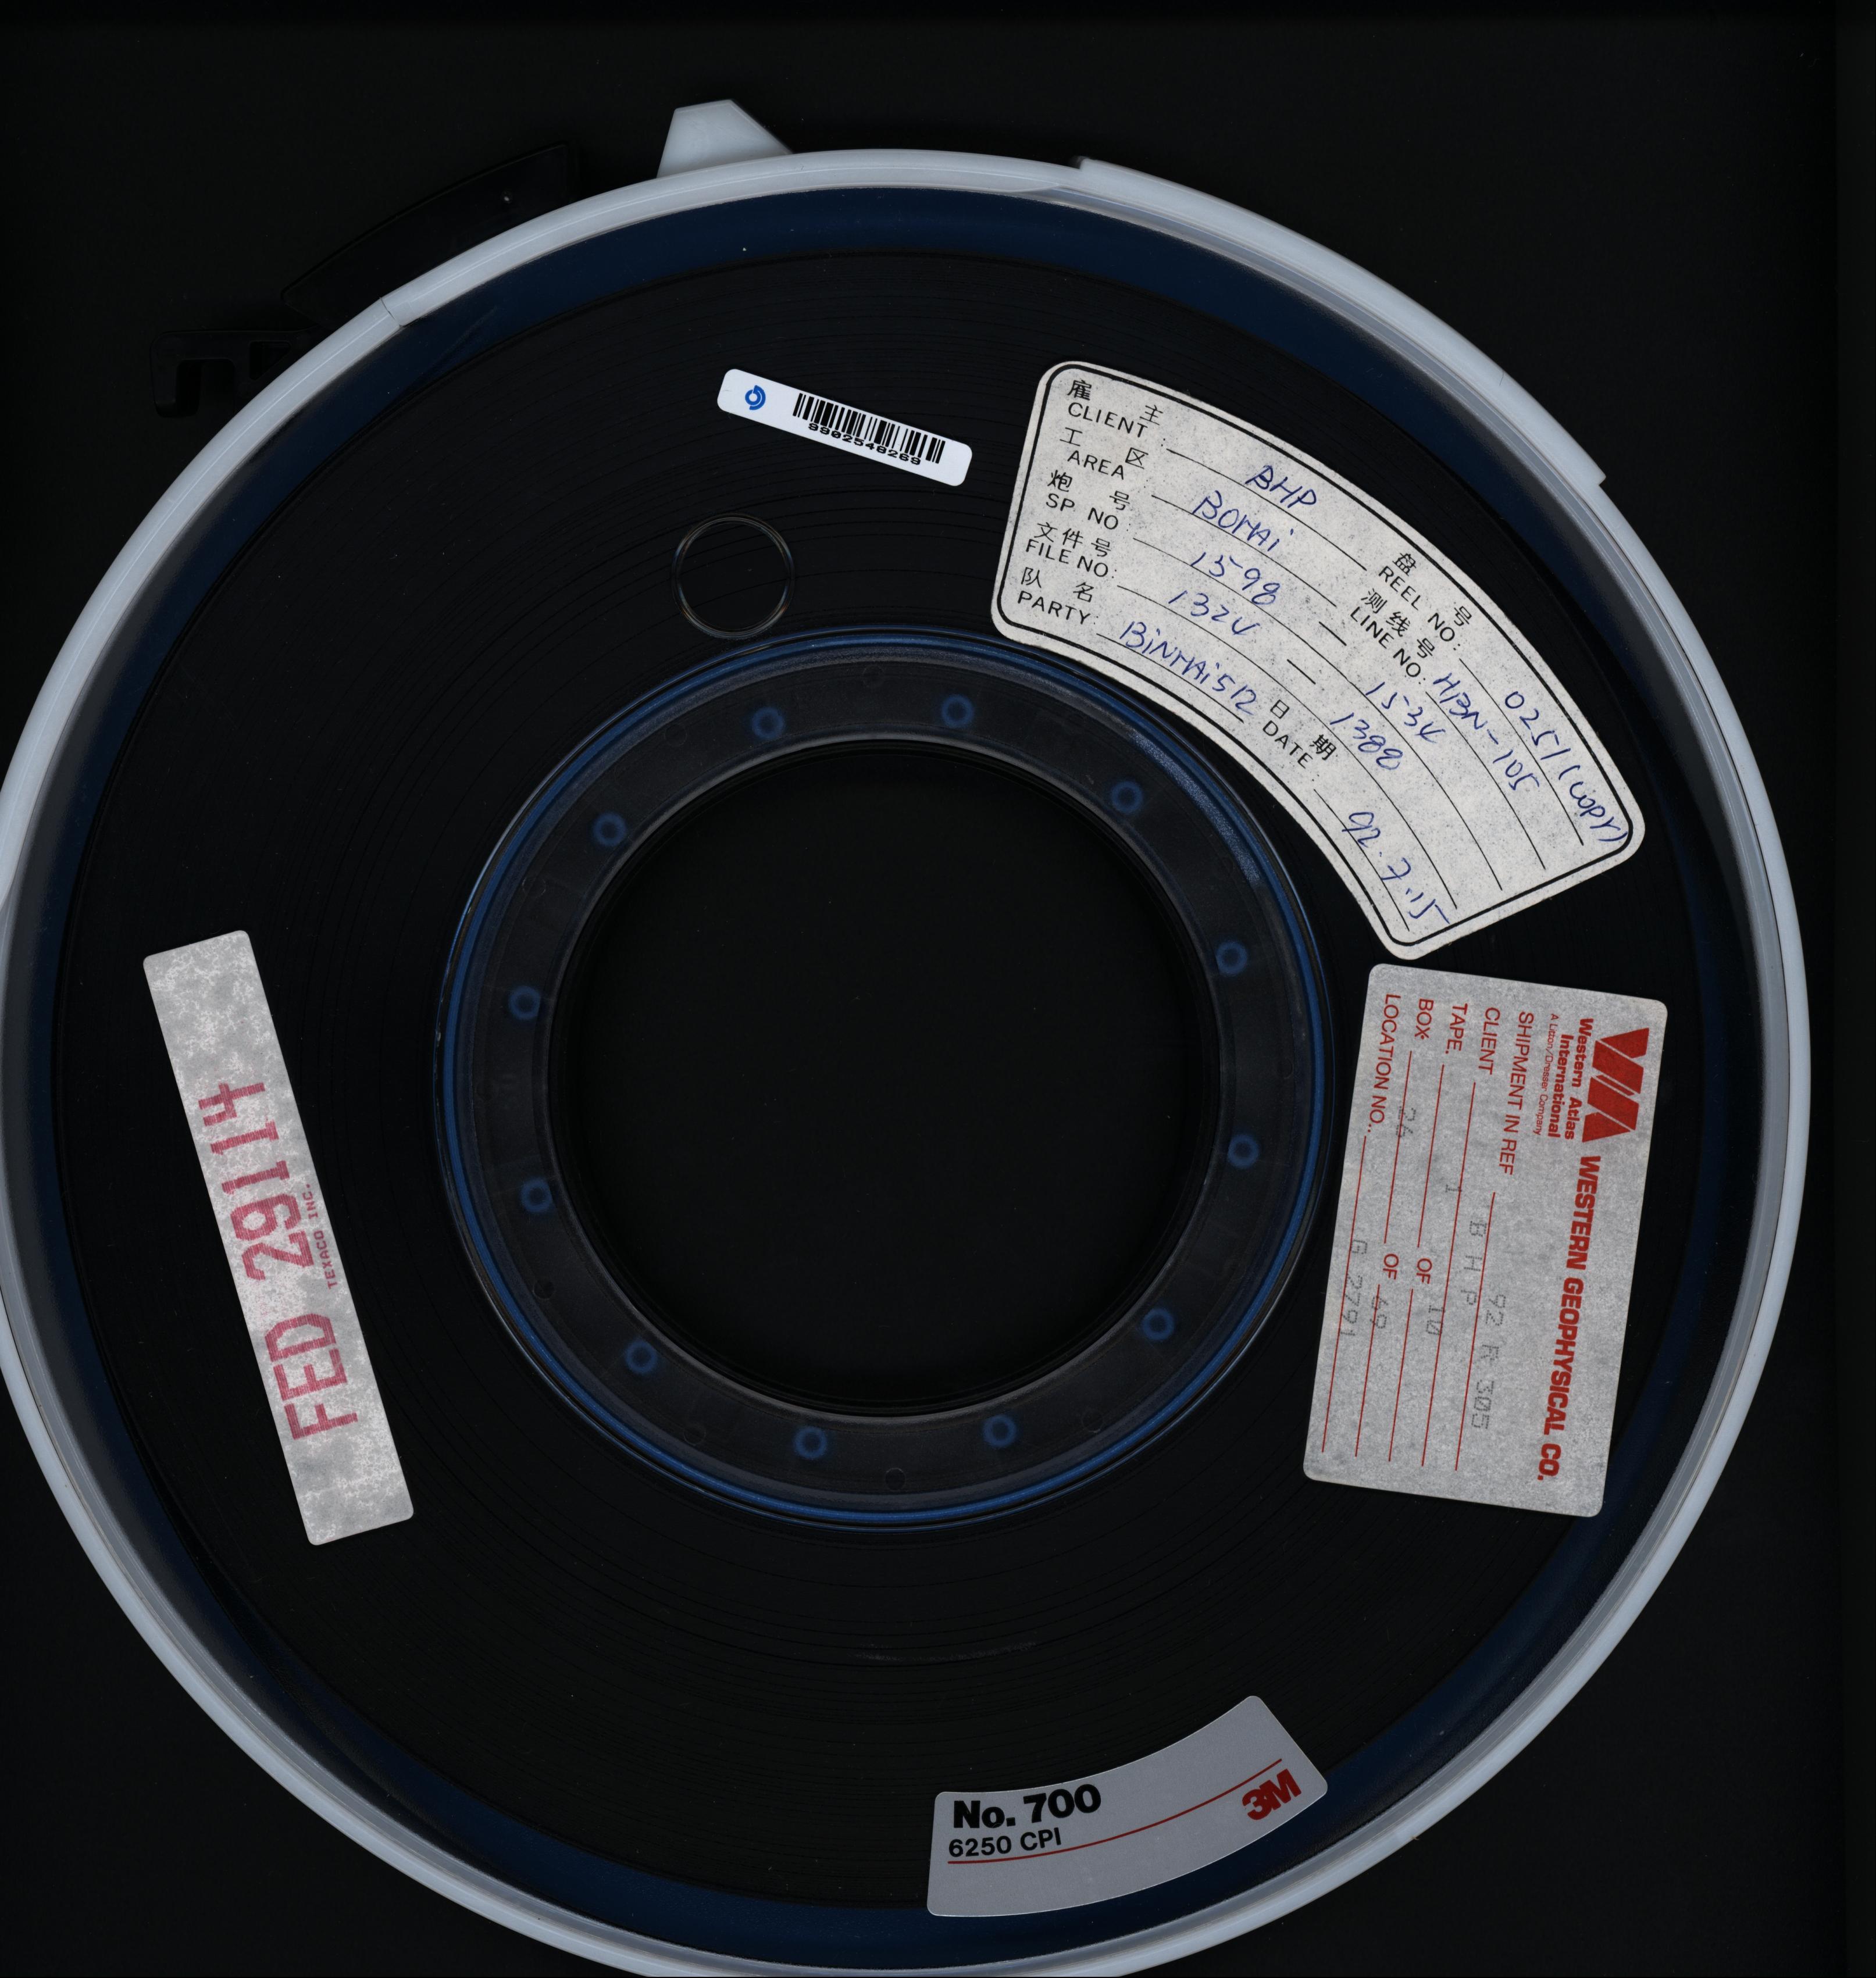 9902549269
雇 主
CLIENT: BHP
盘 号
REEL NO: 0251 (copy)
工 区
AREA: BOHAi
测 线 号
LINE NO: HBN-105
炮 号
SP NO: 1598 — 1534
文件号
FILE NO: 1324 — 1388
队 名
PARTY: BiNHAi512
日 期
DATE: 92.7.15
Western Atlas
International
A Litton/Dresser Company
WESTERN GEOPHYSICAL CO.
SHIPMENT IN REF 92 R 305
CLIENT B H P
TAPE. 1 OF 10
BOX 26 OF 69
LOCATION NO. G 2791
FED 29114
TEXACO INC.
No. 700
6250 CPI
3M